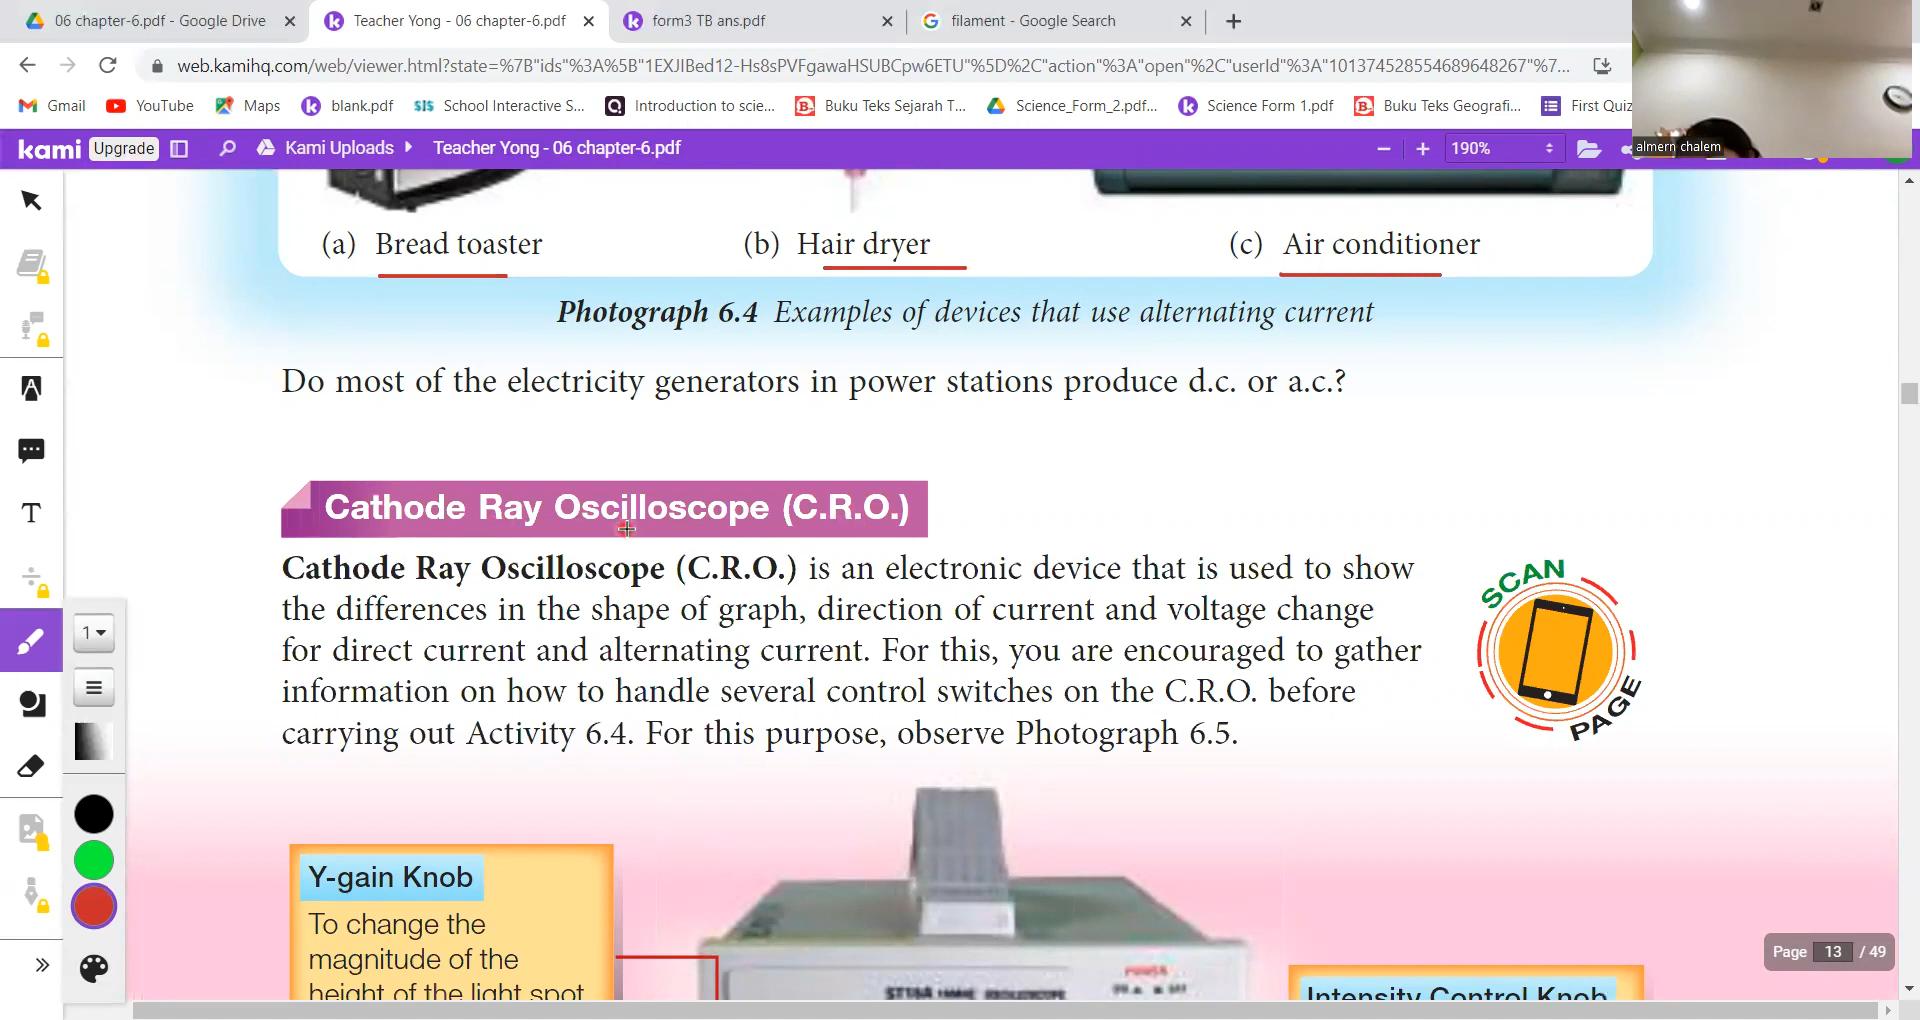 06 chapter-6.pdf - Google Drive
Teacher Yong - 06 chapter-6.pdf
form3 TB ans.pdf
filament - Google Search
web.kamihq.com/web/viewer.html?state=%7B"ids"%3A%5B"1EXJIBed12-Hs8sPVFgawaHSUBCpw6ETU"%5D%2C"action"%3A"open"%2C"userId"%3A"101374528554689648267"%7...
Gmail
YouTube
Maps
blank.pdf
School Interactive S...
Introduction to scie...
Buku Teks Sejarah T...
Science_Form_2.pdf...
Science Form 1.pdf
Buku Teks Geografi...
First Quiz
almern chalem
kami
Upgrade
Kami Uploads
Teacher Yong - 06 chapter-6.pdf
190%
(a) Bread toaster
(b) Hair dryer
(c) Air conditioner
Photograph 6.4 Examples of devices that use alternating current
Do most of the electricity generators in power stations produce d.c. or a.c.?
Cathode Ray Oscilloscope (C.R.O.)
Cathode Ray Oscilloscope (C.R.O.) is an electronic device that is used to show
the differences in the shape of graph, direction of current and voltage change
for direct current and alternating current. For this, you are encouraged to gather
information on how to handle several control switches on the C.R.O. before
carrying out Activity 6.4. For this purpose, observe Photograph 6.5.
SCAN
PAGE
1
Y-gain Knob
To change the
magnitude of the
height of the light spot
POWER
OSCILLOSCOPE
Intensity Control Knob
Page 13 / 49